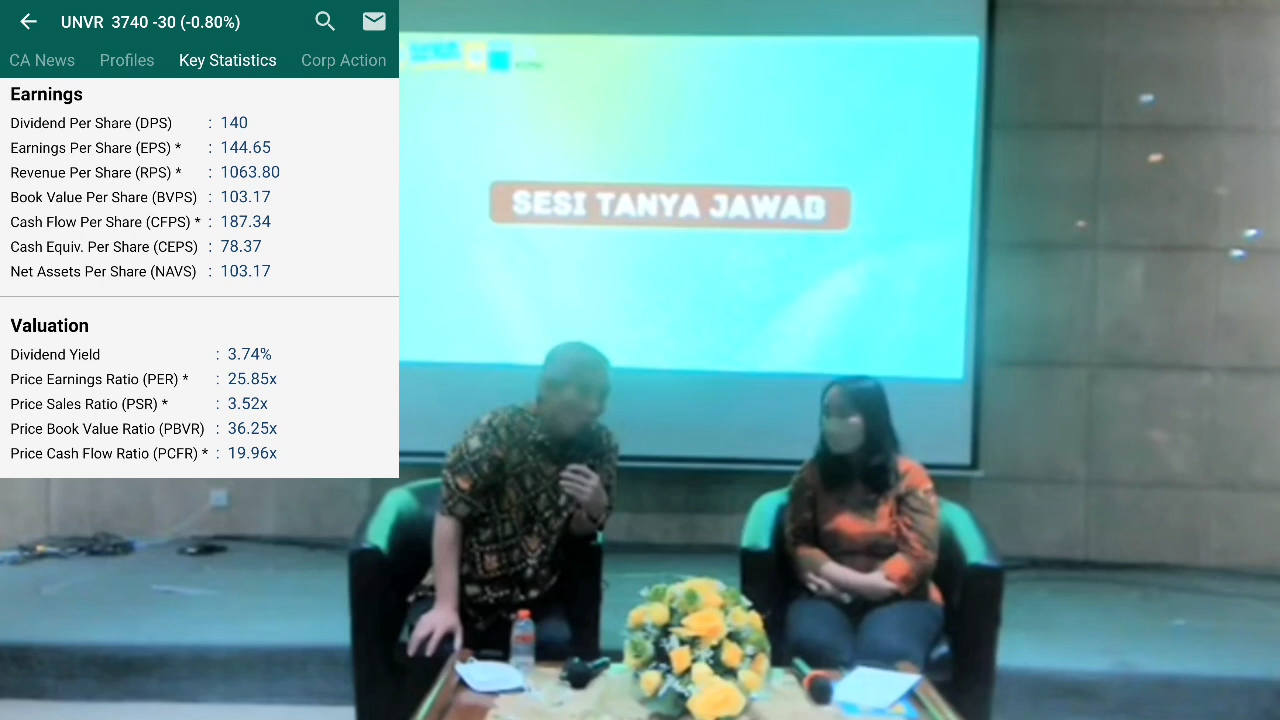 UNVR 3740 -30 (-0.80%)
CA News Profiles Key Statistics Corp Action
Earnings
Dividend Per Share (DPS) : 140
Earnings Per Share (EPS) * : 144.65
Revenue Per Share (RPS) * : 1063.80
Book Value Per Share (BVPS) : 103.17
Cash Flow Per Share (CFPS) * : 187.34
Cash Equiv. Per Share (CEPS) : 78.37
Net Assets Per Share (NAVS) : 103.17
Valuation
Dividend Yield : 3.74%
Price Earnings Ratio (PER) * : 25.85x
Price Sales Ratio (PSR) * : 3.52x
Price Book Value Ratio (PBVR) : 36.25x
Price Cash Flow Ratio (PCFR) * : 19.96x
SESI TANYA JAWAB